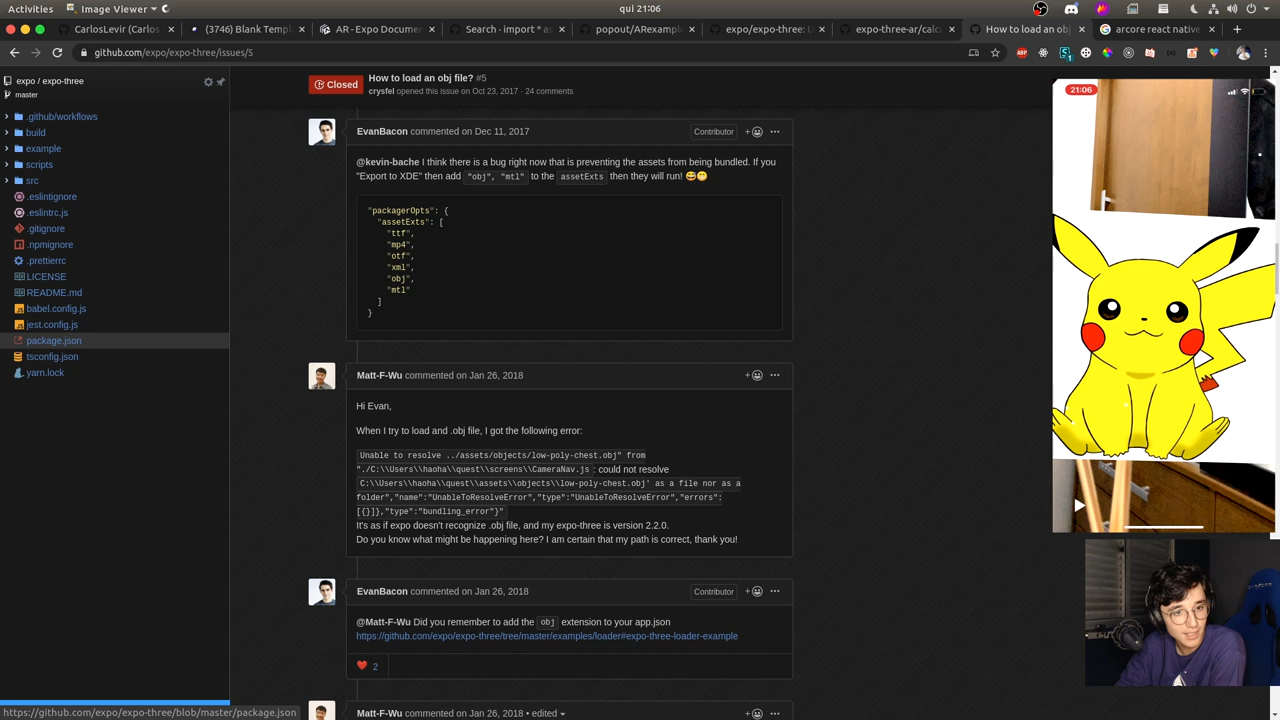 Activities
Image Viewer
qui 21:06
CarlosLevir (Carlos
(3746) Blank Templ
AR - Expo Docume
Search · import * as
popout/ARexample
expo/expo-three: U
expo-three-ar/calc
How to load an obj
arcore react native
github.com/expo/expo-three/issues/5
expo / expo-three
master
.github/workflows
build
example
scripts
src
.eslintignore
.eslintrc.js
.gitignore
.npmignore
.prettierrc
LICENSE
README.md
babel.config.js
jest.config.js
package.json
tsconfig.json
yarn.lock
https://github.com/expo/expo-three/blob/master/package.json
Closed
How to load an obj file? #5
crysfel opened this issue on Oct 23, 2017 · 24 comments
EvanBacon commented on Dec 11, 2017
Contributor
@kevin-bache I think there is a bug right now that is preventing the assets from being bundled. If you
"Export to XDE" then add "obj", "mtl" to the assetExts then they will run! 😅😬
"packagerOpts": {
"assetExts": [
"ttf",
"mp4",
"otf",
"xml",
"obj",
"mtl"
]
}
Matt-F-Wu commented on Jan 26, 2018
Hi Evan,
When I try to load and .obj file, I got the following error:
Unable to resolve ../assets/objects/low-poly-chest.obj" from
"./C:\\Users\\haoha\\quest\\screens\\CameraNav.js : could not resolve
C:\\Users\\haoha\\quest\\assets\\objects\\low-poly-chest.obj' as a file nor as a
folder","name":"UnableToResolveError","type":"UnableToResolveError","errors":
[{}]},"type":"bundling_error"}"
It's as if expo doesn't recognize .obj file, and my expo-three is version 2.2.0.
Do you know what might be happening here? I am certain that my path is correct, thank you!
EvanBacon commented on Jan 26, 2018
Contributor
@Matt-F-Wu Did you remember to add the obj extension to your app.json
https://github.com/expo/expo-three/tree/master/examples/loader#expo-three-loader-example
❤️ 2
Matt-F-Wu commented on Jan 26, 2018 • edited
21:06